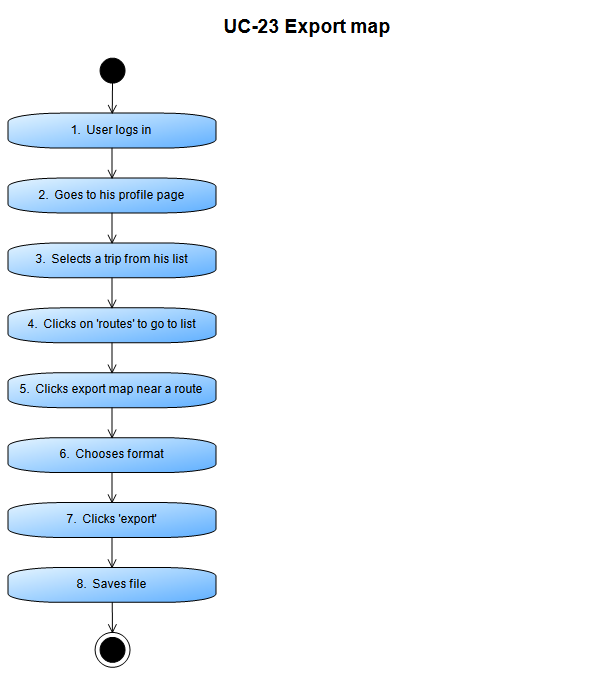 UC-23 Export map
1. User logs in
2. Goes to his profile page
3. Selects a trip from his list
4. Clicks on 'routes' to go to list
5. Clicks export map near a route
6. Chooses format
7. Clicks 'export'
8. Saves file